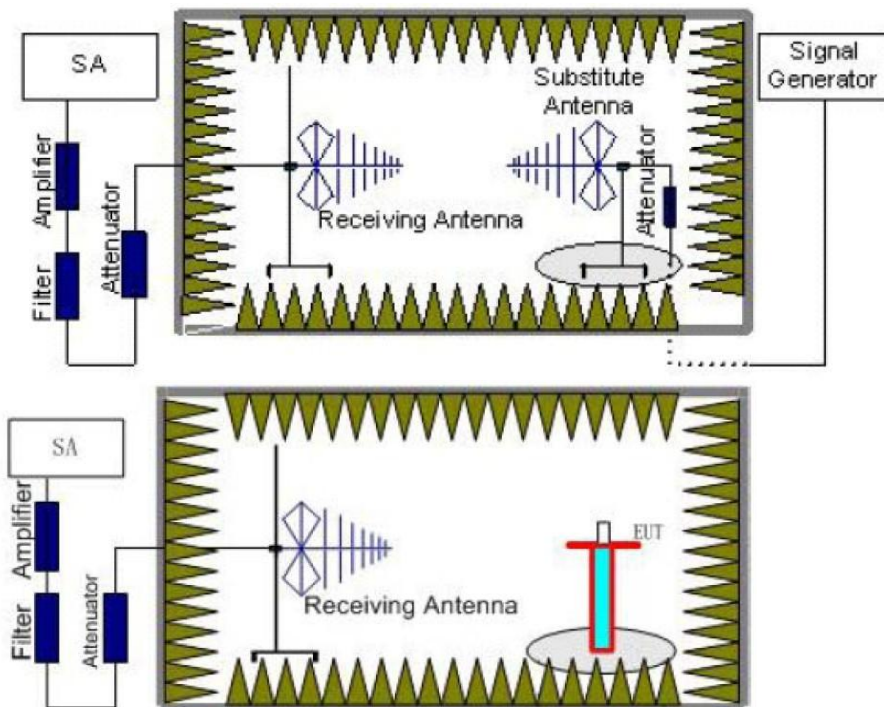 SA
Amplifier
Filter
Attenuator
Receiving Antenna
Substitute
Antenna
Attenuator
Signal
Generator
SA
Amplifier
Filter
Attenuator
Receiving Antenna
EUT